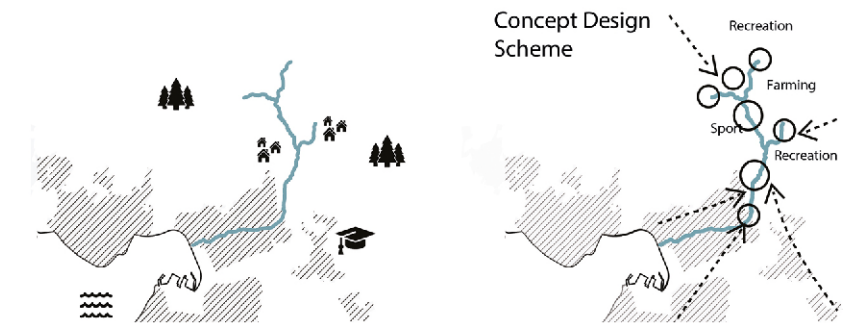 Concept Design
Scheme
Recreation
Farming
Sport
Recreation